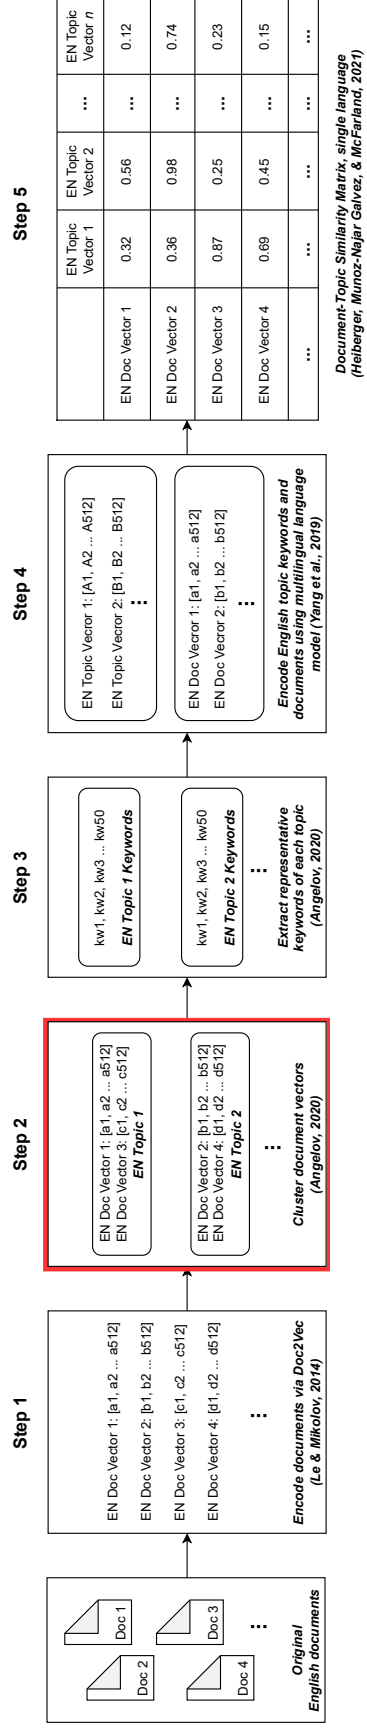 Doc 1
Doc 2
Doc 3
Doc 4
...
Original
English documents
Step 1
EN Doc Vector 1: [a1, a2 ... a512]
EN Doc Vector 2: [b1, b2 ... b512]
EN Doc Vector 3: [c1, c2 ... c512]
EN Doc Vector 4: [d1, d2 ... d512]
...
Encode documents via Doc2Vec
(Le & Mikolov, 2014)
Step 2
EN Doc Vector 1: [a1, a2 ... a512]
EN Doc Vector 3: [c1, c2 ... c512]
EN Topic 1
EN Doc Vector 2: [b1, b2 ... b512]
EN Doc Vector 4: [d1, d2 ... d512]
EN Topic 2
...
Cluster document vectors
(Angelov, 2020)
Step 3
kw1, kw2, kw3 ... kw50
EN Topic 1 Keywords
kw1, kw2, kw3 ... kw50
EN Topic 2 Keywords
...
Extract representative
keywords of each topic
(Angelov, 2020)
Step 4
EN Topic Vecror 1: [A1, A2 ... A512]
EN Topic Vecror 2: [B1, B2 ... B512]
...
EN Doc Vecror 1: [a1, a2 ... a512]
EN Doc Vecror 2: [b1, b2 ... b512]
...
Encode English topic keywords and
documents using multilingual language
model (Yang et al., 2019)
Step 5
EN Topic Vector 1 EN Topic Vector 2 ... EN Topic Vector n
EN Doc Vector 1 0.32 0.56 ... 0.12
EN Doc Vector 2 0.36 0.98 ... 0.74
EN Doc Vector 3 0.87 0.25 ... 0.23
EN Doc Vector 4 0.69 0.45 ... 0.15
... ... ... ... ...
Document-Topic Similarity Matrix, single language
(Heiberger, Munoz-Najar Galvez, & McFarland, 2021)